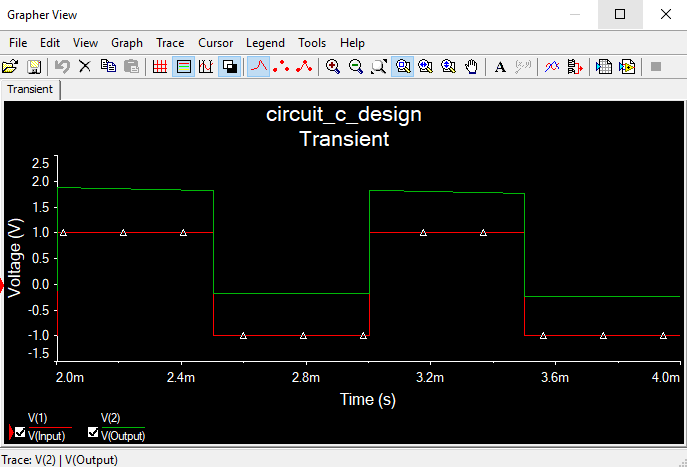 Grapher View
File Edit View Graph Trace Cursor Legend Tools Help
A (x,y)
Transient
circuit_c_design
Transient
2.5
2.0
1.5
1.0
0.5
0.0
-0.5
-1.0
-1.5
Voltage (V)
2.0m 2.4m 2.8m 3.2m 3.6m 4.0m
Time (s)
V(1) V(2)
V(Input) V(Output)
Trace: V(2) | V(Output)